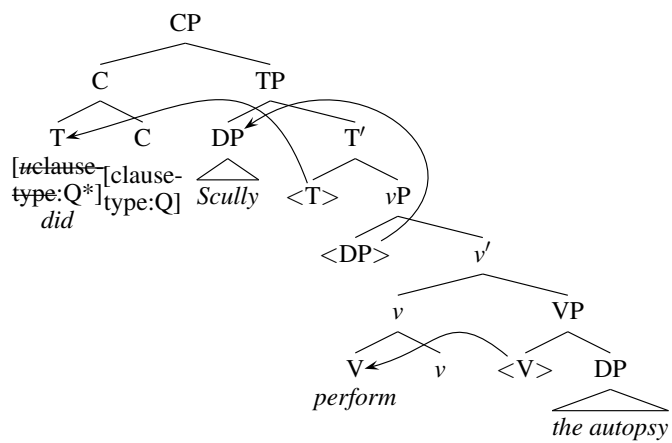 CP
C TP
T C DP T′
[uclause-type:Q*] [clause-type:Q] Scully <T> vP
did
<DP> v′
v VP
V v <V> DP
perform
the autopsy